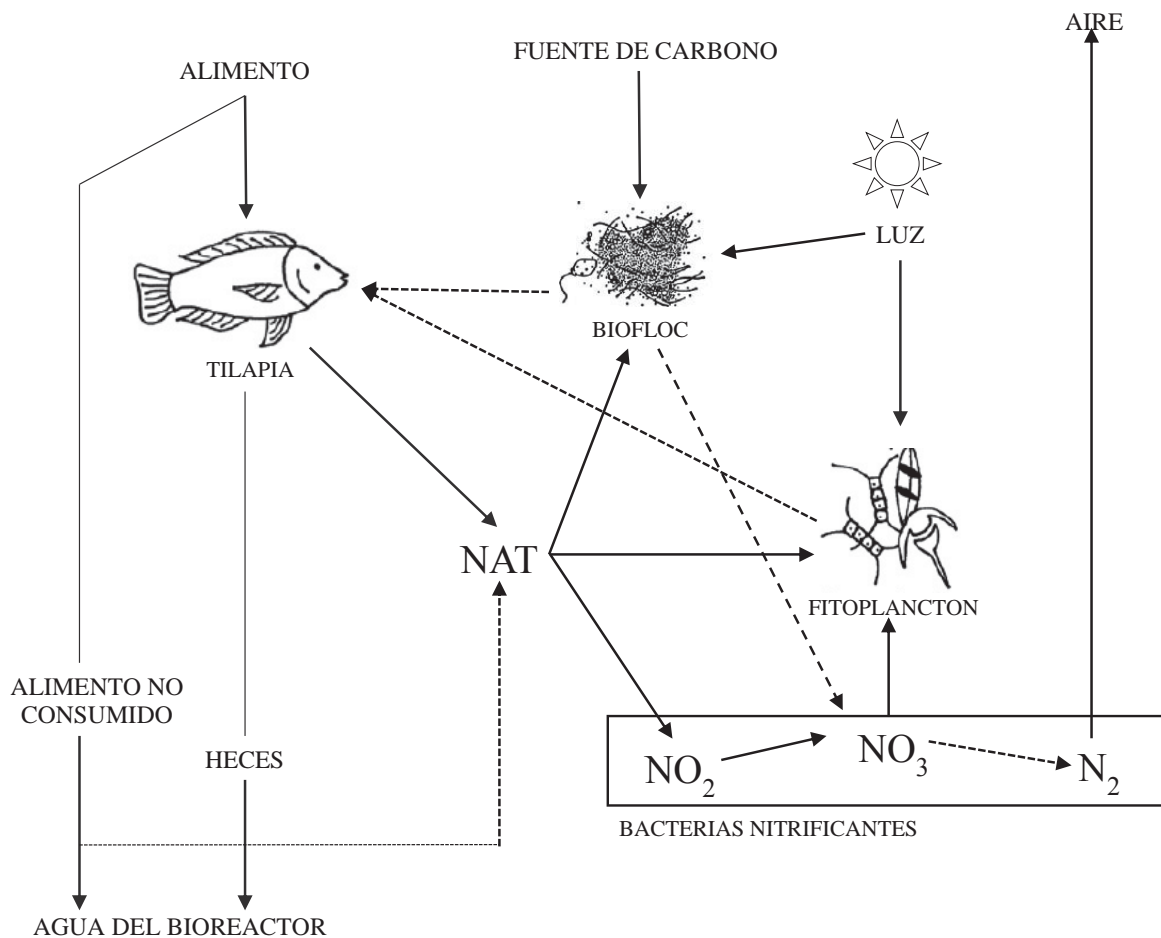 AIRE
FUENTE DE CARBONO
ALIMENTO
LUZ
BIOFLOC
TILAPIA
NAT
FITOPLANCTON
ALIMENTO NO
CONSUMIDO
HECES
NO2
NO3
N2
BACTERIAS NITRIFICANTES
AGUA DEL BIOREACTOR